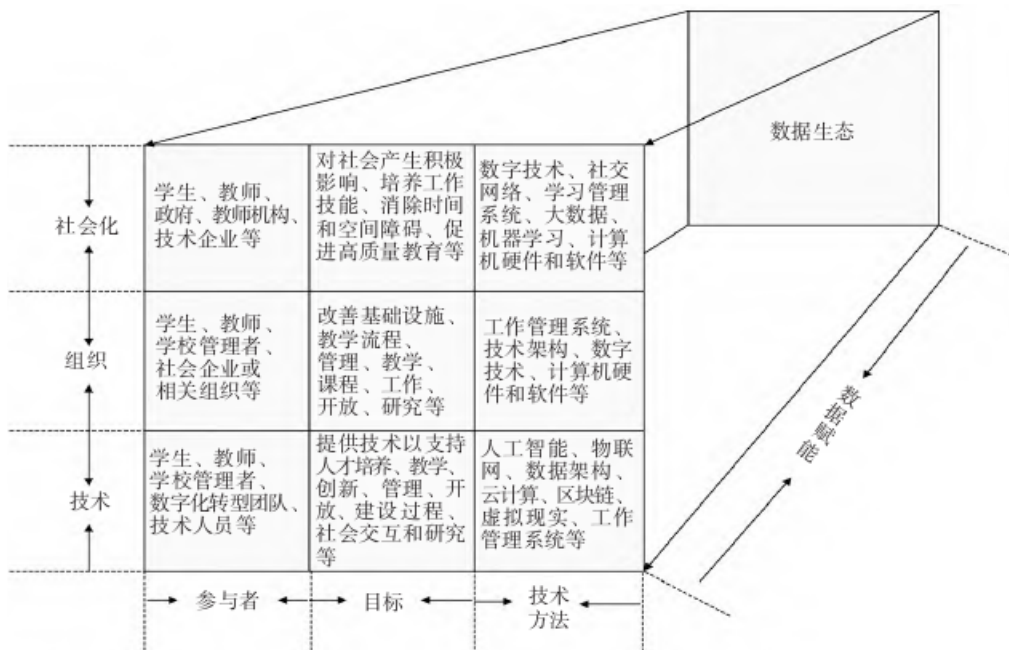 数据生态
社会化
学生、教师、
政府、教师机构、
技术企业等
对社会产生积极
影响、培养工作
技能、消除时间
和空间障碍、促
进高质量教育等
数字技术、社交
网络、学习管理
系统、大数据、
机器学习、计算
机硬件和软件等
组织
学生、教师、
学校管理者、
社会企业或
相关组织等
改善基础设施、
教学流程、
管理、教学、
课程、工作、
开放、研究等
工作管理系统、
技术架构、数字
技术、计算机硬
件和软件等
数据赋能
技术
学生、教师、
学校管理者、
数字化转型团队、
技术人员等
提供技术以支持
人才培养、教学、
创新、管理、开
放、建设过程、
社会交互和研究
等
人工智能、物联
网、数据架构、
云计算、区块链、
虚拟现实、工作
管理系统等
参与者
目标
技术
方法